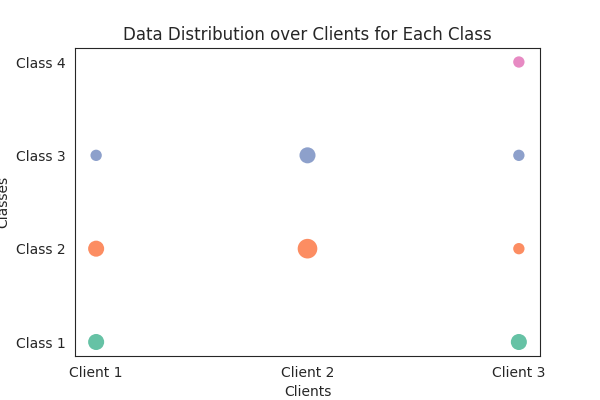 Data Distribution over Clients for Each Class
Class 4
Class 3
Classes
Class 2
Class 1
Client 1
Client 2
Client 3
Clients